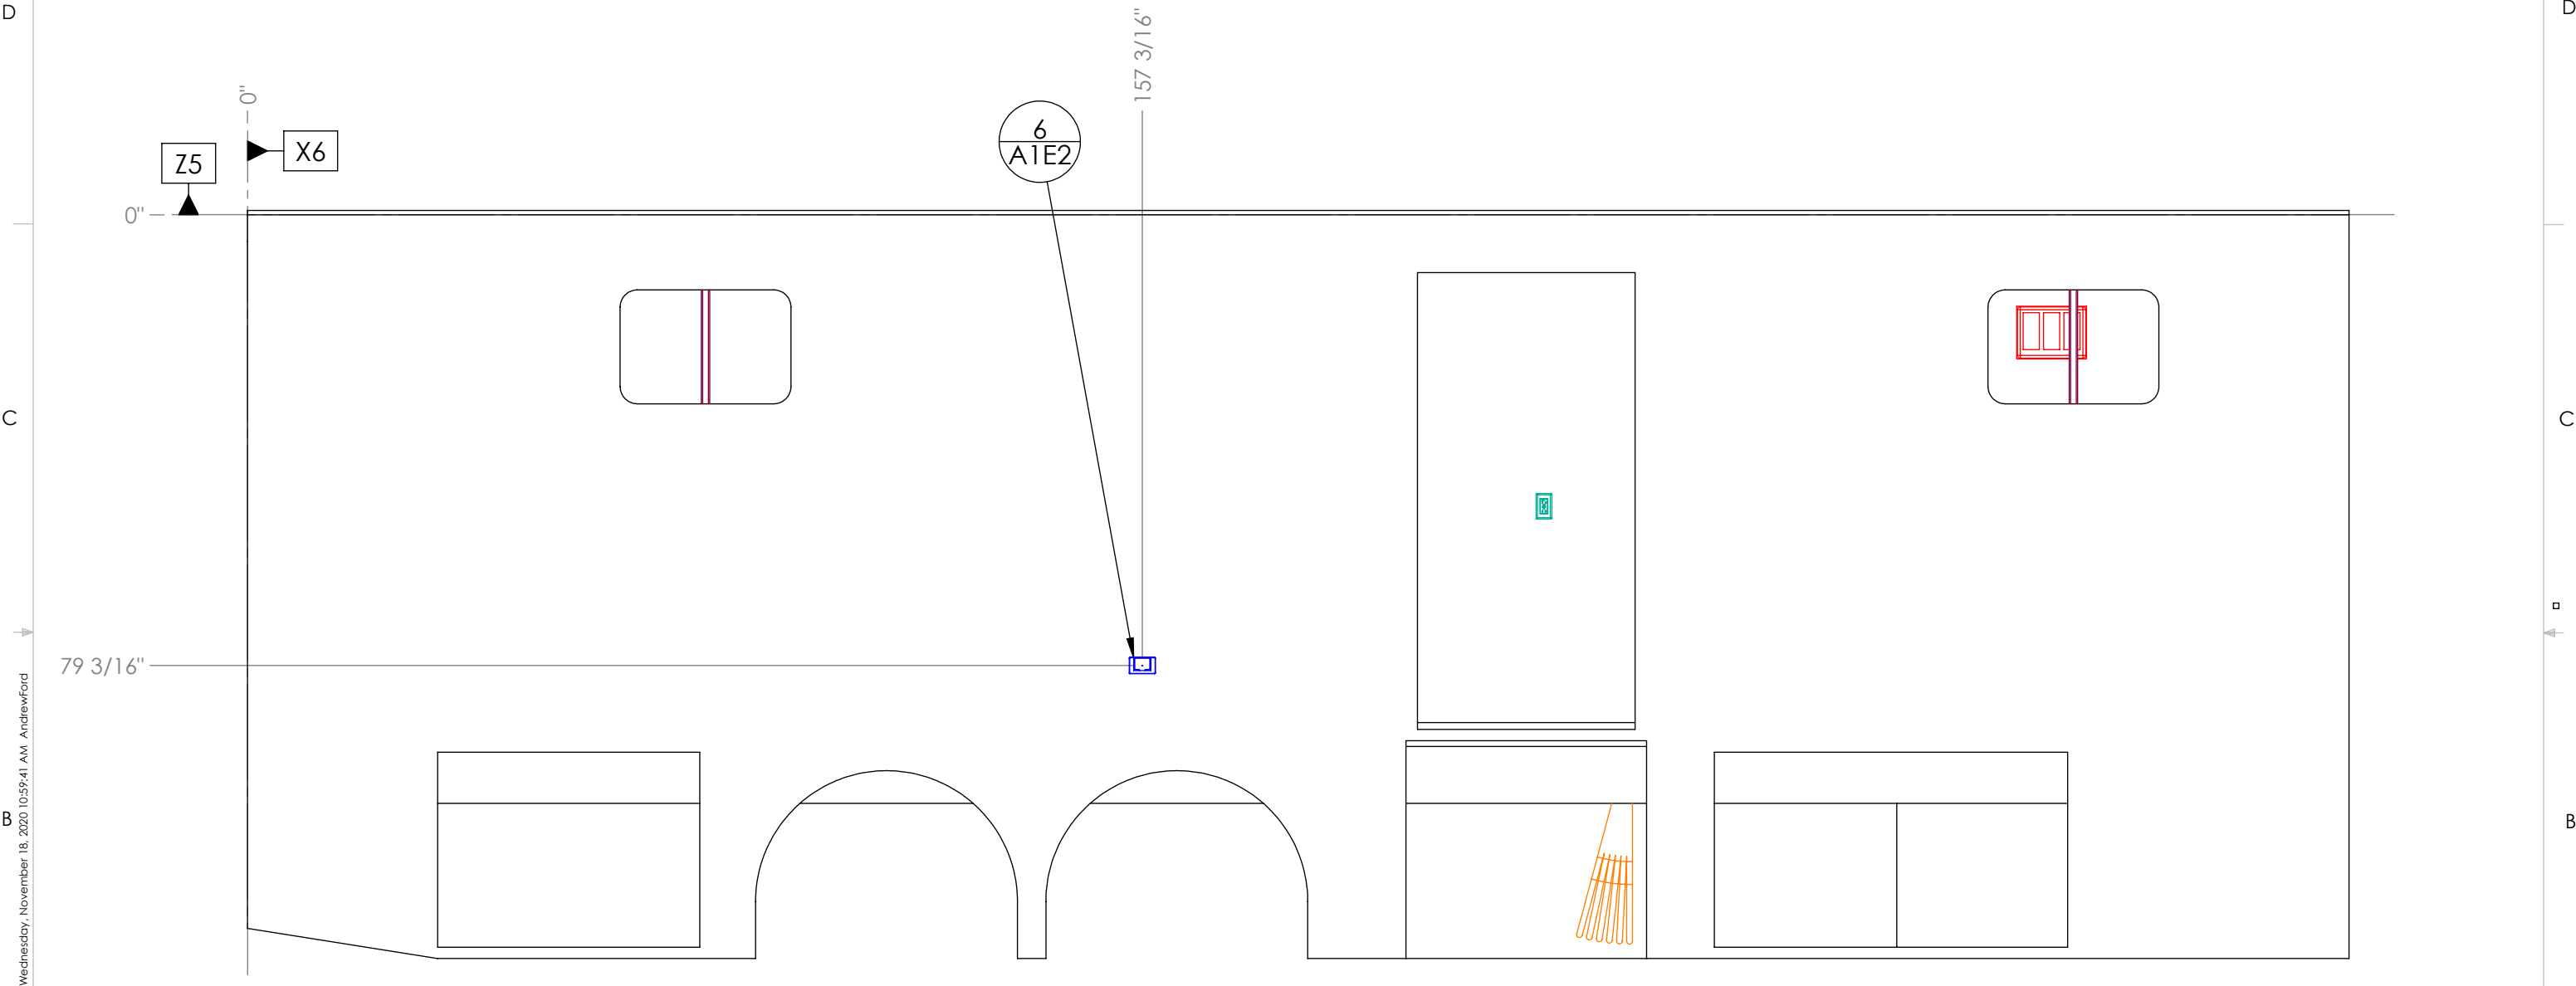 D
D
157 3/16"
0"
6
A1E2
X6
Z5
0"
C
C
79 3/16"
Wednesday, November 18, 2020 10:59:41 AM AndrewFord
B
B